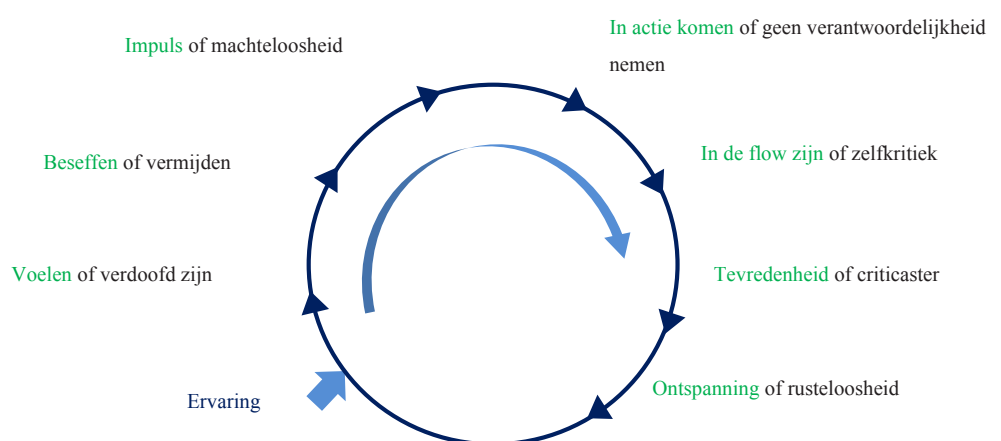 Impuls of machteloosheid
In actie komen of geen verantwoordelijkheid
nemen
Beseffen of vermijden
In de flow zijn of zelfkritiek
Voelen of verdoofd zijn
Tevredenheid of criticaster
Ervaring
Ontspanning of rusteloosheid